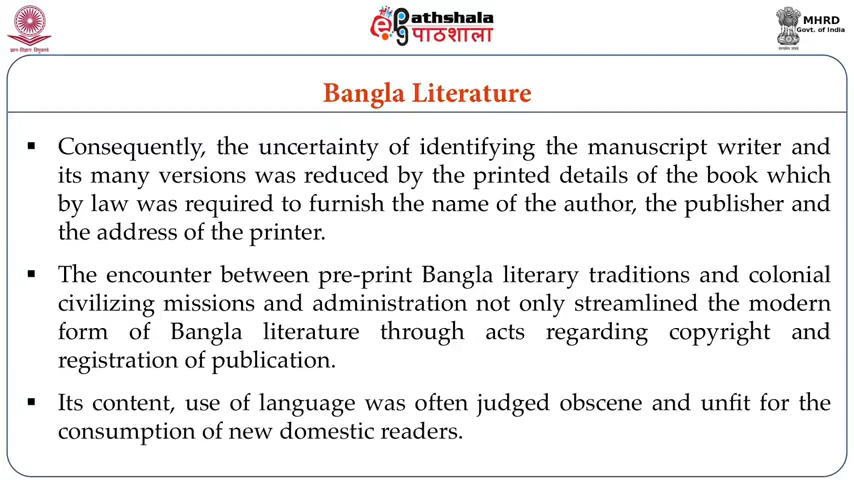 ePathshala
पाठशाला
MHRD
Govt. of India
Bangla Literature
▪ Consequently, the uncertainty of identifying the manuscript writer and
its many versions was reduced by the printed details of the book which
by law was required to furnish the name of the author, the publisher and
the address of the printer.
▪ The encounter between pre-print Bangla literary traditions and colonial
civilizing missions and administration not only streamlined the modern
form of Bangla literature through acts regarding copyright and
registration of publication.
▪ Its content, use of language was often judged obscene and unfit for the
consumption of new domestic readers.